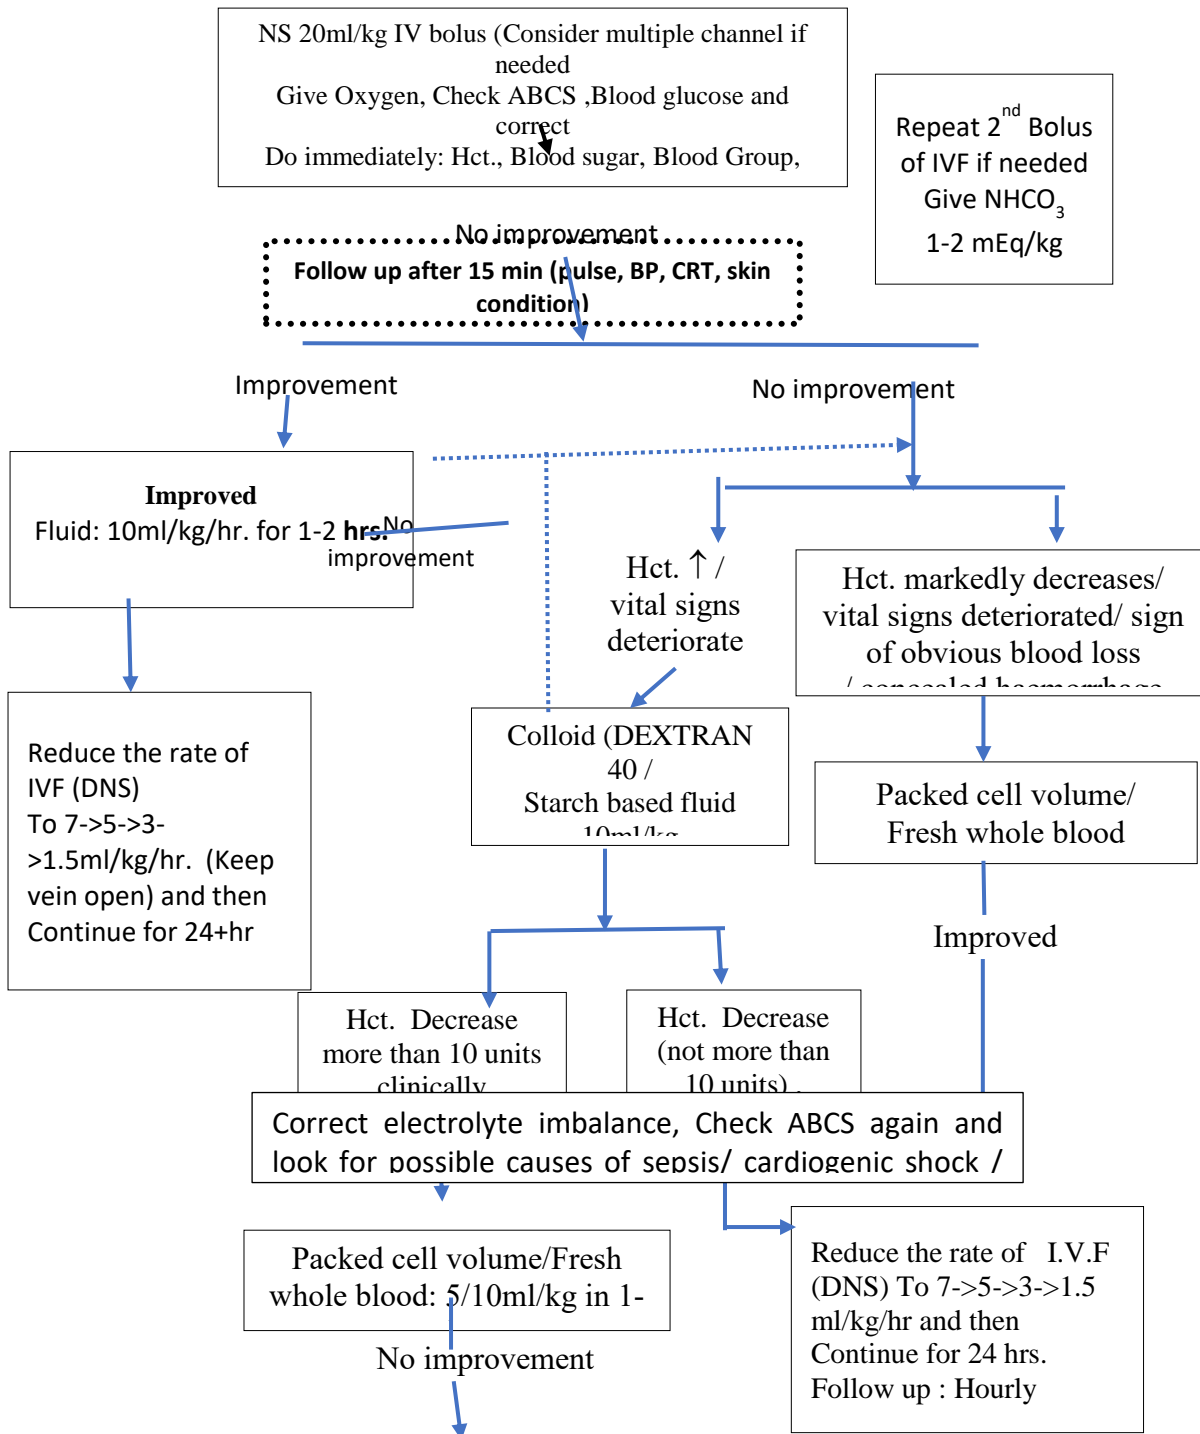 NS 20ml/kg IV bolus (Consider multiple channel if
needed
Give Oxygen, Check ABCS ,Blood glucose and
correct
Do immediately: Hct., Blood sugar, Blood Group,
Repeat 2nd Bolus
of IVF if needed
Give NHCO3
1-2 mEq/kg
No improvement
Follow up after 15 min (pulse, BP, CRT, skin
condition)
Improvement
No improvement
Improved
Fluid: 10ml/kg/hr. for 1-2 hrs.
No
improvement
Hct. ↑ /
vital signs
deteriorate
Hct. markedly decreases/
vital signs deteriorated/ sign
of obvious blood loss
/ concealed haemorrhage
Reduce the rate of
IVF (DNS)
To 7->5->3-
>1.5ml/kg/hr. (Keep
vein open) and then
Continue for 24+hr
Colloid (DEXTRAN
40 /
Starch based fluid
10ml/kg
Packed cell volume/
Fresh whole blood
Improved
Hct. Decrease
more than 10 units
clinically
Hct. Decrease
(not more than
10 units) .
Correct electrolyte imbalance, Check ABCS again and
look for possible causes of sepsis/ cardiogenic shock /
Packed cell volume/Fresh
whole blood: 5/10ml/kg in 1-
No improvement
Reduce the rate of I.V.F
(DNS) To 7->5->3->1.5
ml/kg/hr and then
Continue for 24 hrs.
Follow up : Hourly